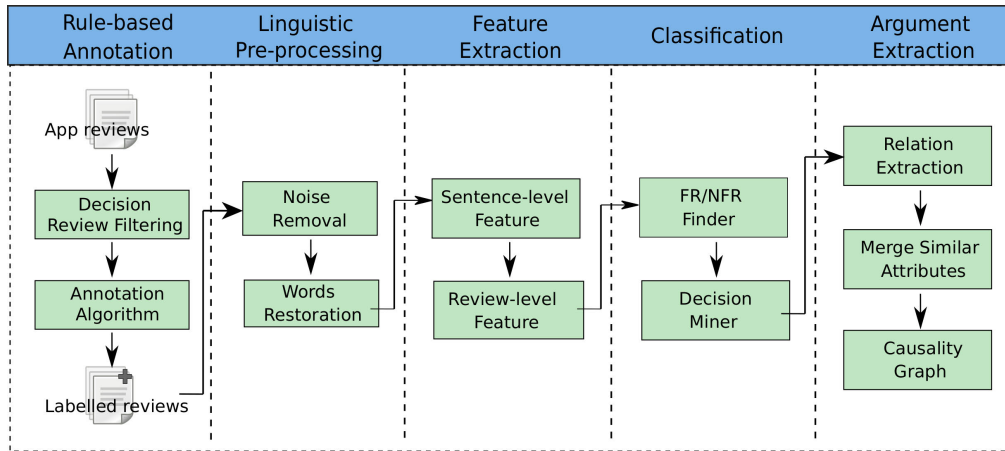 Rule-based
Annotation
Linguistic
Pre-processing
Feature
Extraction
Classification
Argument
Extraction
App reviews
Decision
Review Filtering
Annotation
Algorithm
Labelled reviews
Noise
Removal
Words
Restoration
Sentence-level
Feature
Review-level
Feature
FR/NFR
Finder
Decision
Miner
Relation
Extraction
Merge Similar
Attributes
Causality
Graph